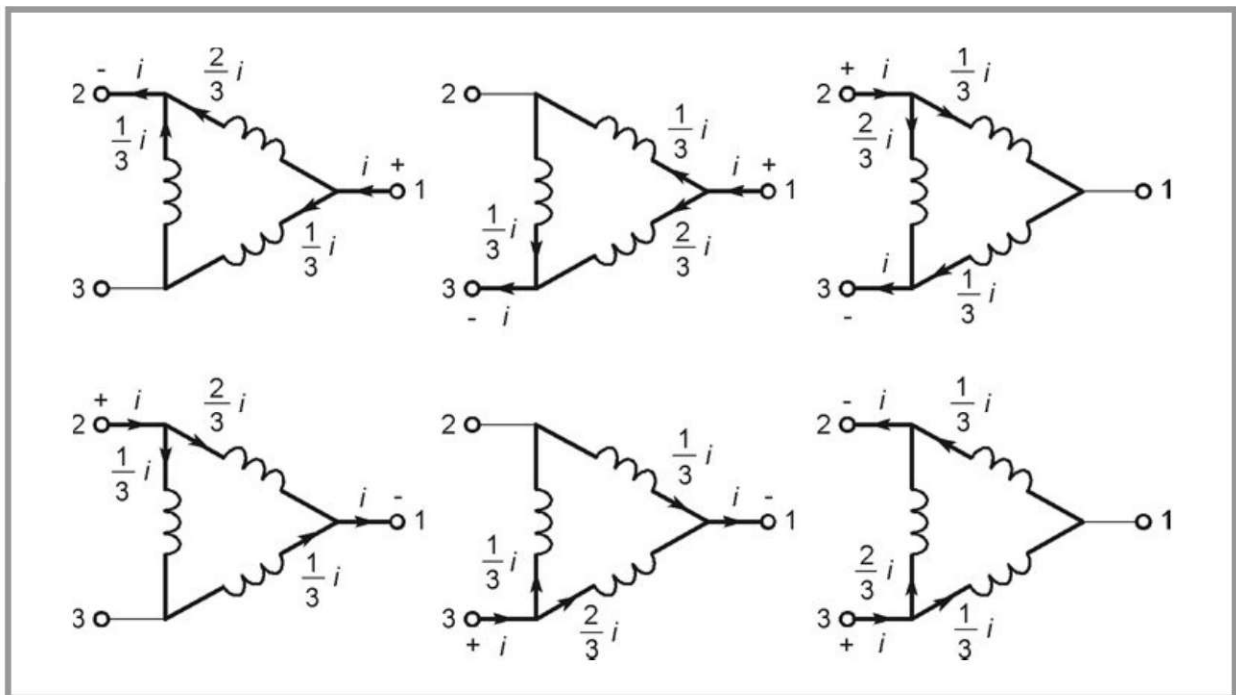 - i 2/3 i
2
1/3 i
i +
1
1/3 i
3
2
1/3 i
i +
1
1/3 i
2/3 i
3
- i
+ i 1/3 i
2
2/3 i
1
i
3
1/3 i
-
+ i 2/3 i
2
1/3 i
i -
1
1/3 i
3
2
1/3 i
i -
1
1/3 i
3
2/3 i
+ i
- i 1/3 i
2
1
2/3 i
3
1/3 i
+ i